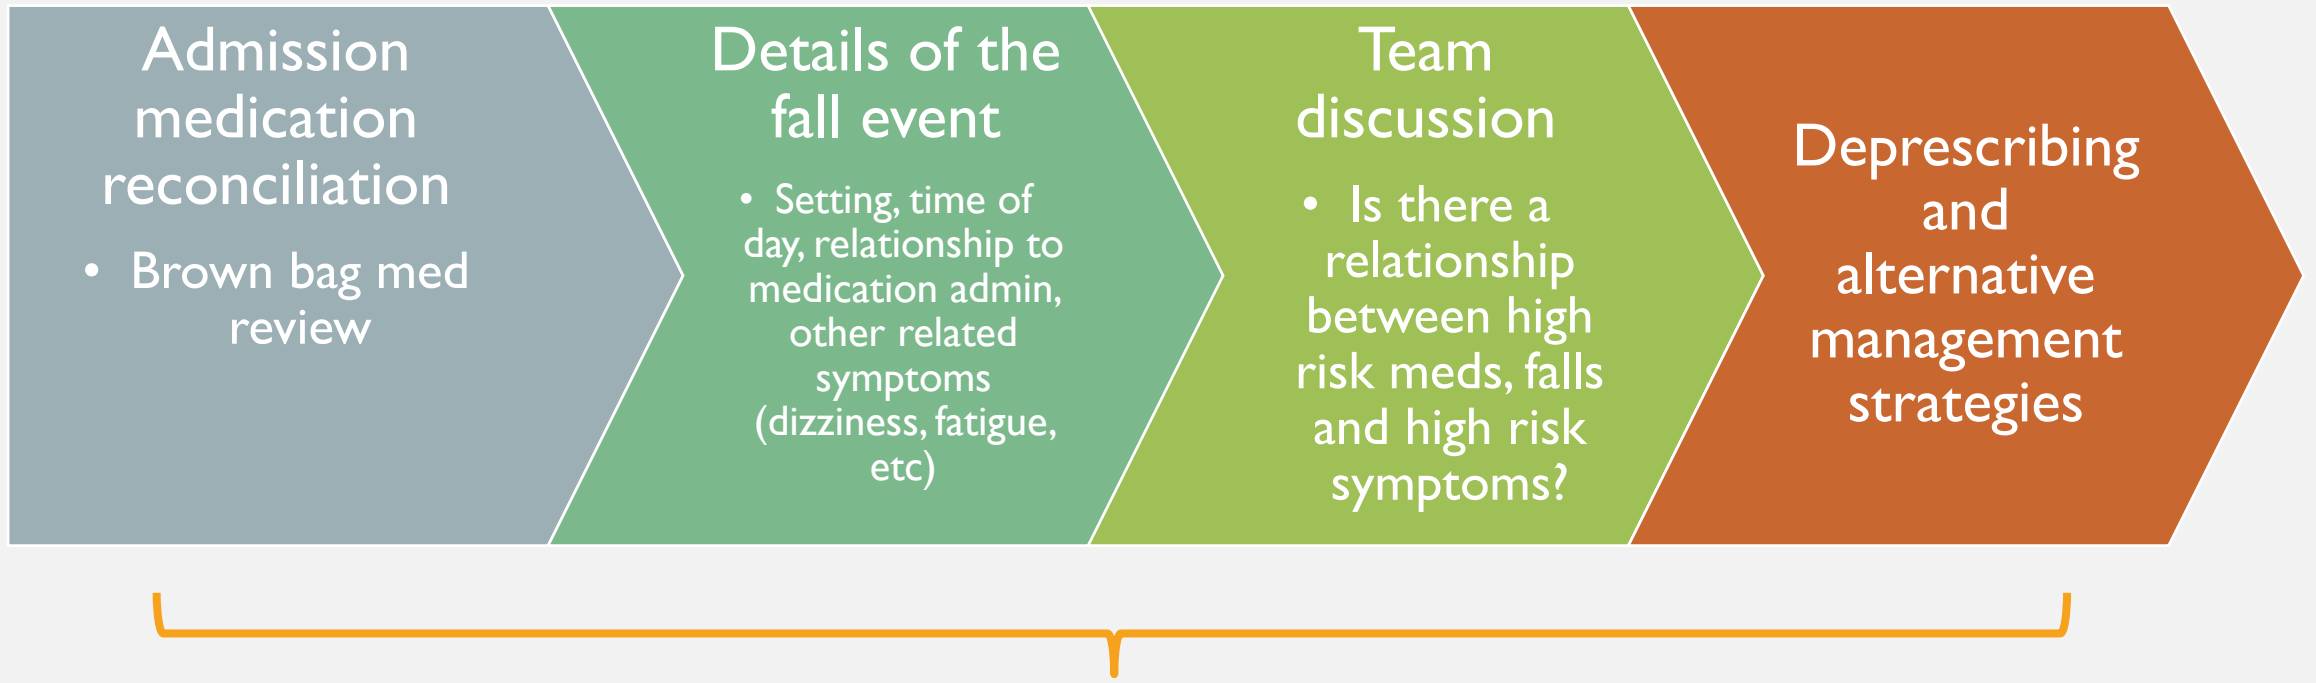 Admission
medication
reconciliation
• Brown bag med
review
Details of the
fall event
• Setting, time of
day, relationship to
medication admin,
other related
symptoms
(dizziness, fatigue,
etc)
Team
discussion
• Is there a
relationship
between high
risk meds, falls
and high risk
symptoms?
Deprescribing
and
alternative
management
strategies